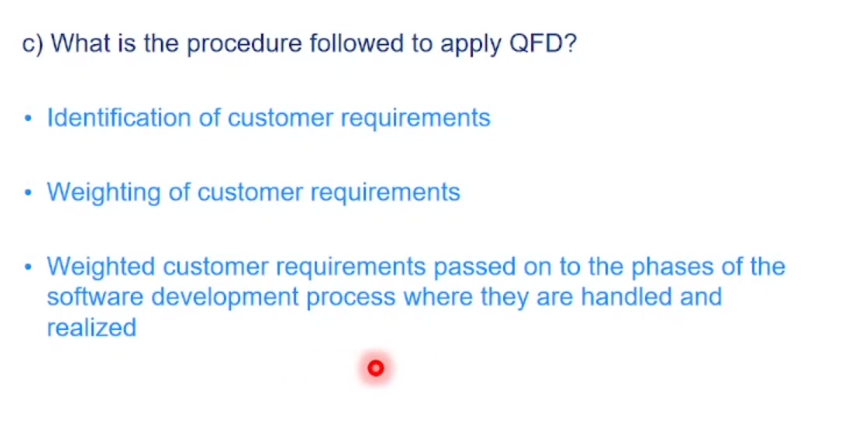 c) What is the procedure followed to apply QFD?
• Identification of customer requirements
• Weighting of customer requirements
• Weighted customer requirements passed on to the phases of the
software development process where they are handled and
realized